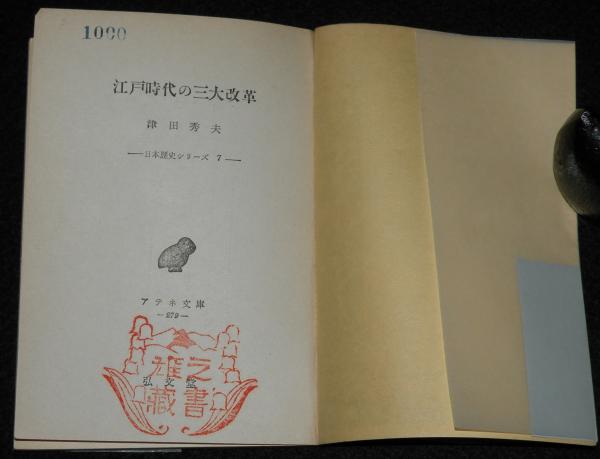 1000
江戸時代の三大改革
津田秀夫
―日本歴史シリーズ 7―
アテネ文庫
―279―
弘文堂
雄之
蔵書